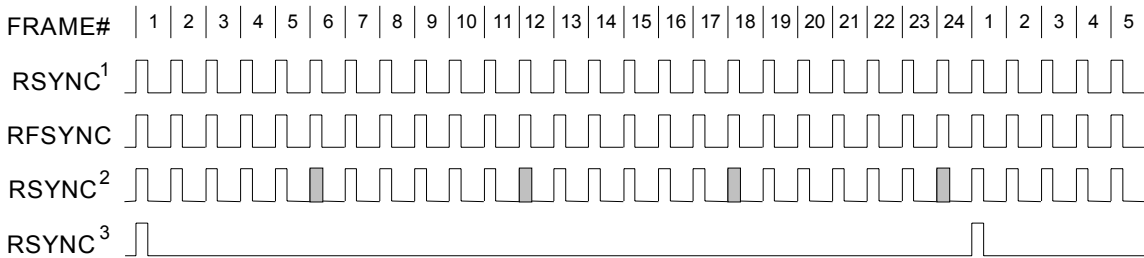 FRAME# 1 2 3 4 5 6 7 8 9 10 11 12 13 14 15 16 17 18 19 20 21 22 23 24 1 2 3 4 5
RSYNC¹
RFSYNC
RSYNC²
RSYNC³